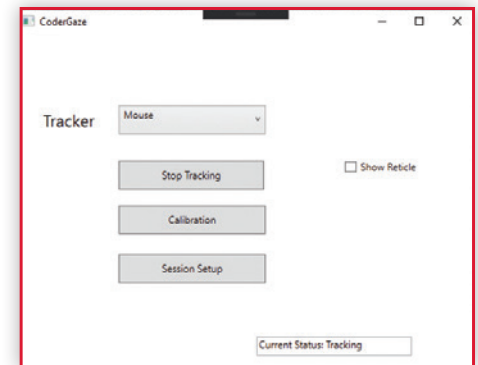 CoderGaze
Tracker
Mouse
Stop Tracking
Show Reticle
Calibration
Session Setup
Current Status: Tracking